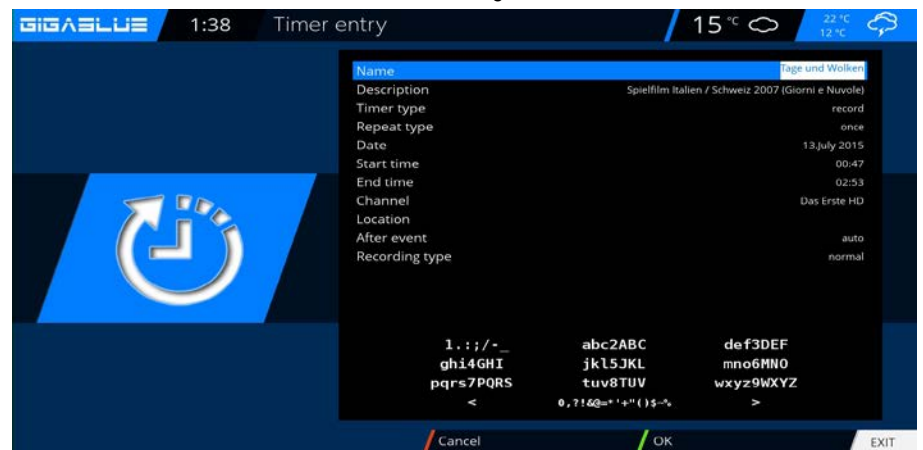 GIGABLUE 1:38 Timer entry 15 °C 22 °C
12 °C
Name Tage und Wolken
Description Spielfilm Italien / Schweiz 2007 (Giorni e Nuvole)
Timer type record
Repeat type once
Date 13.July 2015
Start time 00:47
End time 02:53
Channel Das Erste HD
Location
After event auto
Recording type normal
1.:;/-_ abc2ABC def3DEF
ghi4GHI jkl5JKL mno6MNO
pqrs7PQRS tuv8TUV wxyz9WXYZ
< 0,?!&@=*'+"()$~% >
Cancel OK EXIT